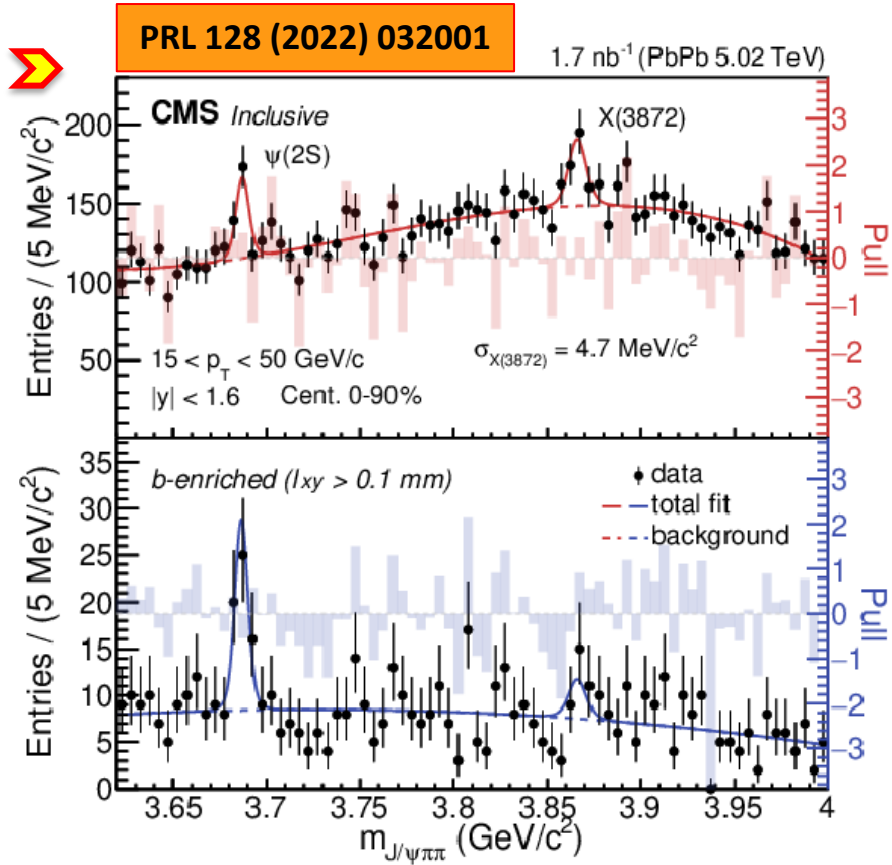 PRL 128 (2022) 032001
1.7 nb⁻¹ (PbPb 5.02 TeV)
CMS Inclusive
ψ(2S)
X(3872)
Entries / (5 MeV/c²)
200
150
100
50
Pull
3
2
1
0
−1
−2
−3
15 < p_T < 50 GeV/c
σ_X(3872) = 4.7 MeV/c²
|y| < 1.6 Cent. 0-90%
b-enriched (lxy > 0.1 mm)
data
total fit
background
Entries / (5 MeV/c²)
35
30
25
20
15
10
5
0
Pull
3
2
1
0
−1
−2
−3
3.65 3.7 3.75 3.8 3.85 3.9 3.95 4
m_J/ψππ (GeV/c²)